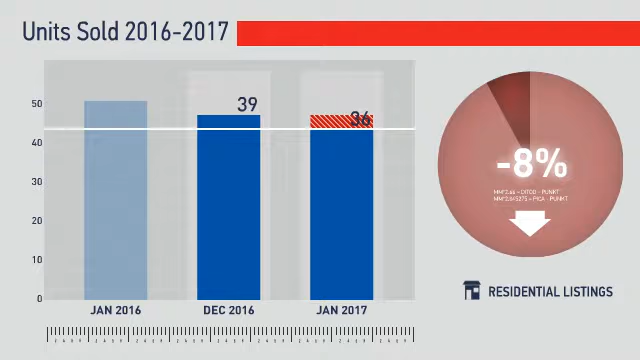 Units Sold 2016-2017
50
40
30
20
10
0
39
36
JAN 2016
DEC 2016
JAN 2017
-8%
RESIDENTIAL LISTINGS